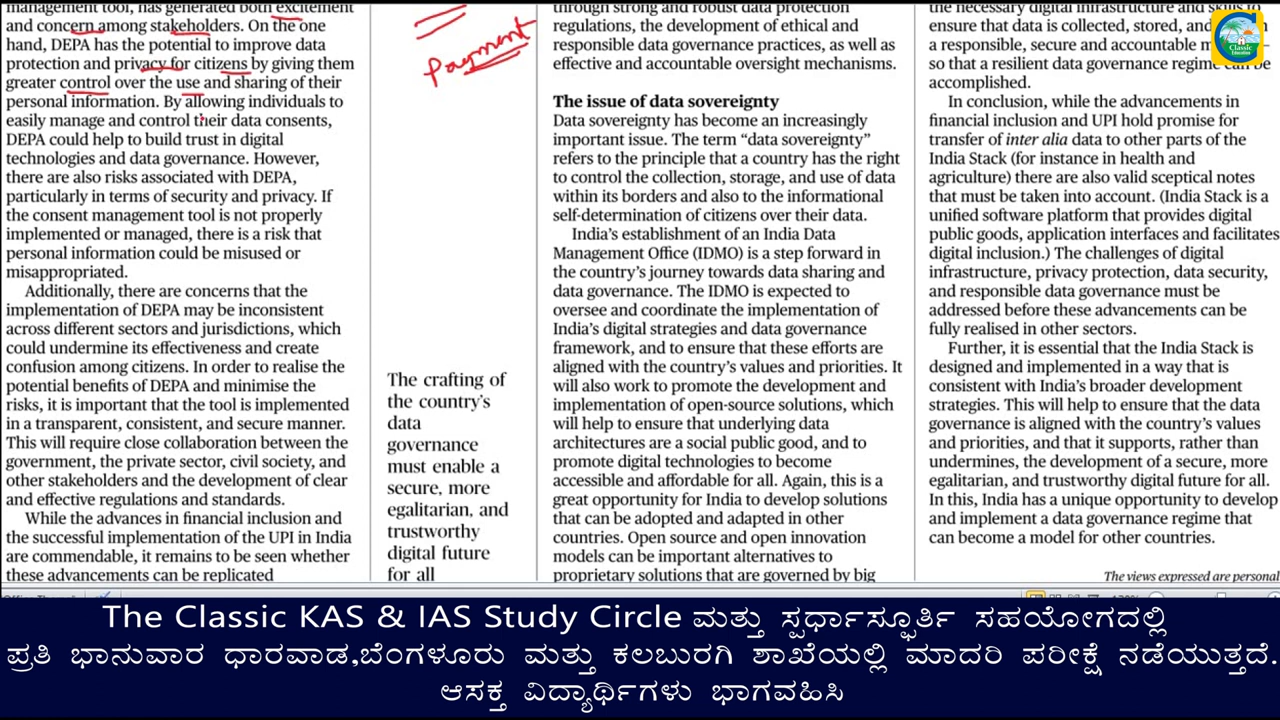 management tool, has generated both excitement
and concern among stakeholders. On the one
hand, DEPA has the potential to improve data
protection and privacy for citizens by giving them
greater control over the use and sharing of their
personal information. By allowing individuals to
easily manage and control their data consents,
DEPA could help to build trust in digital
technologies and data governance. However,
there are also risks associated with DEPA,
particularly in terms of security and privacy. If
the consent management tool is not properly
implemented or managed, there is a risk that
personal information could be misused or
misappropriated.
Additionally, there are concerns that the
implementation of DEPA may be inconsistent
across different sectors and jurisdictions, which
could undermine its effectiveness and create
confusion among citizens. In order to realise the
potential benefits of DEPA and minimise the
risks, it is important that the tool is implemented
in a transparent, consistent, and secure manner.
This will require close collaboration between the
government, the private sector, civil society, and
other stakeholders and the development of clear
and effective regulations and standards.
While the advances in financial inclusion and
the successful implementation of the UPI in India
are commendable, it remains to be seen whether
these advancements can be replicated
Payment
The crafting of
the country's
data
governance
must enable a
secure, more
egalitarian, and
trustworthy
digital future
for all
through strong and robust data protection
regulations, the development of ethical and
responsible data governance practices, as well as
effective and accountable oversight mechanisms.
The issue of data sovereignty
Data sovereignty has become an increasingly
important issue. The term “data sovereignty”
refers to the principle that a country has the right
to control the collection, storage, and use of data
within its borders and also to the informational
self-determination of citizens over their data.
India's establishment of an India Data
Management Office (IDMO) is a step forward in
the country's journey towards data sharing and
data governance. The IDMO is expected to
oversee and coordinate the implementation of
India's digital strategies and data governance
framework, and to ensure that these efforts are
aligned with the country's values and priorities. It
will also work to promote the development and
implementation of open-source solutions, which
will help to ensure that underlying data
architectures are a social public good, and to
promote digital technologies to become
accessible and affordable for all. Again, this is a
great opportunity for India to develop solutions
that can be adopted and adapted in other
countries. Open source and open innovation
models can be important alternatives to
proprietary solutions that are governed by big
the necessary digital infrastructure and skills to
ensure that data is collected, stored, and
a responsible, secure and accountable
so that a resilient data governance regime can be
accomplished.
In conclusion, while the advancements in
financial inclusion and UPI hold promise for
transfer of inter alia data to other parts of the
India Stack (for instance in health and
agriculture) there are also valid sceptical notes
that must be taken into account. (India Stack is a
unified software platform that provides digital
public goods, application interfaces and facilitates
digital inclusion.) The challenges of digital
infrastructure, privacy protection, data security,
and responsible data governance must be
addressed before these advancements can be
fully realised in other sectors.
Further, it is essential that the India Stack is
designed and implemented in a way that is
consistent with India's broader development
strategies. This will help to ensure that the data
governance is aligned with the country's values
and priorities, and that it supports, rather than
undermines, the development of a secure, more
egalitarian, and trustworthy digital future for all.
In this, India has a unique opportunity to develop
and implement a data governance regime that
can become a model for other countries.
The views expressed are personal
Classic
Education
The Classic KAS & IAS Study Circle ಮತ್ತು ಸ್ಪರ್ಧಾಸ್ಫೂರ್ತಿ ಸಹಯೋಗದಲ್ಲಿ
ಪ್ರತಿ ಭಾನುವಾರ ಧಾರವಾಡ,ಬೆಂಗಳೂರು ಮತ್ತು ಕಲಬುರಗಿ ಶಾಖೆಯಲ್ಲಿ ಮಾದರಿ ಪರೀಕ್ಷೆ ನಡೆಯುತ್ತದೆ.
ಆಸಕ್ತ ವಿದ್ಯಾರ್ಥಿಗಳು ಭಾಗವಹಿಸಿ